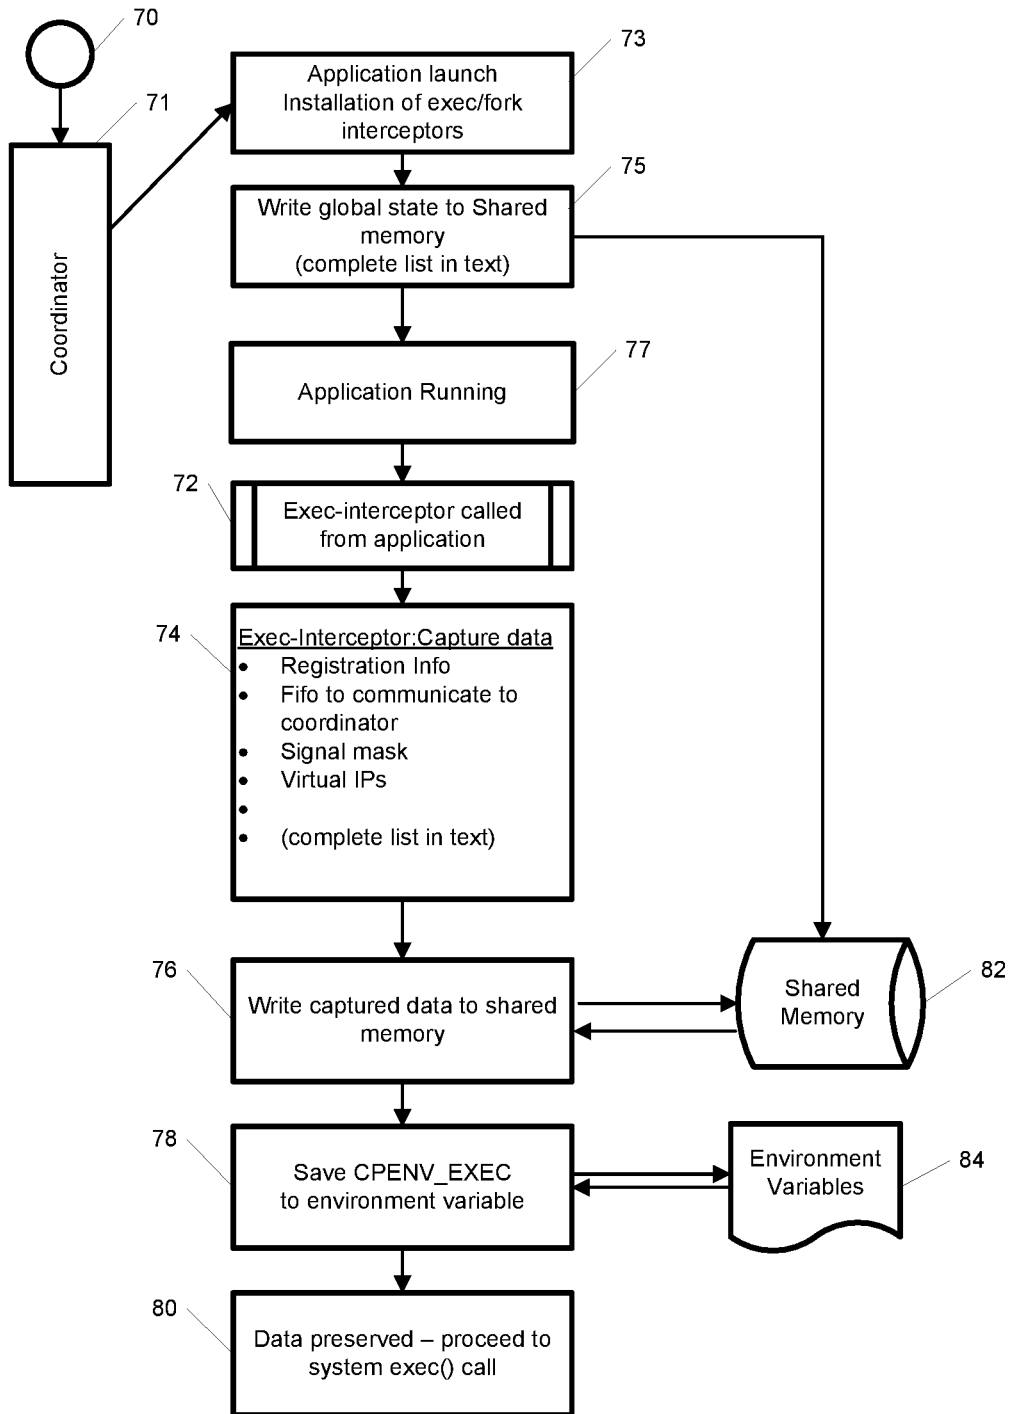 70
73
Application launch
Installation of exec/fork
interceptors
71
75
Write global state to Shared
memory
(complete list in text)
Coordinator
77
Application Running
72
Exec-interceptor called
from application
74
Exec-Interceptor:Capture data
• Registration Info
• Fifo to communicate to
coordinator
• Signal mask
• Virtual IPs
•
• (complete list in text)
76
Write captured data to shared
memory
Shared
Memory
82
78
Save CPENV_EXEC
to environment variable
Environment
Variables
84
80
Data preserved – proceed to
system exec() call